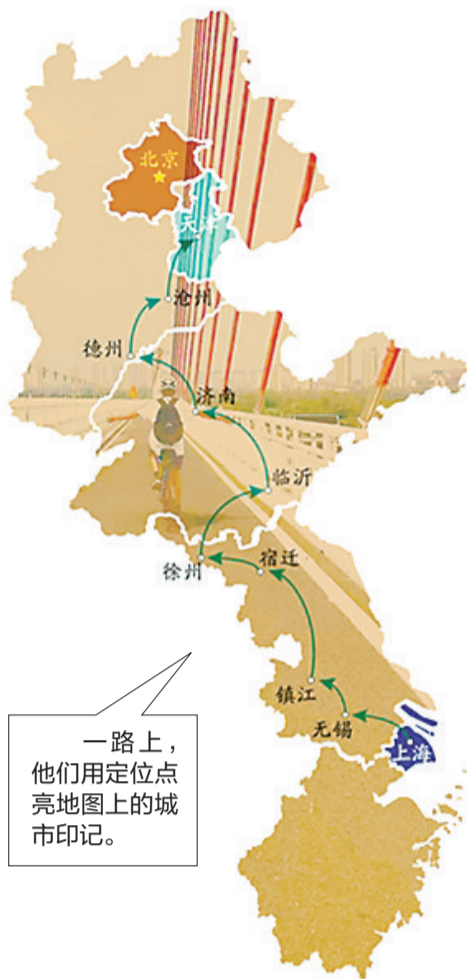 北京
天津
沧州
德州
济南
临沂
徐州
宿迁
镇江
无锡
上海
一路上，
他们用定位点
亮地图上的城
市印记。